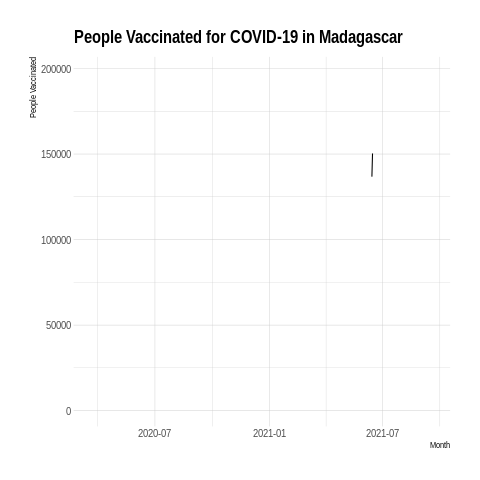 People Vaccinated for COVID-19 in Madagascar
People Vaccinated
200000
150000
100000
50000
0
2020-07 2021-01 2021-07
Month